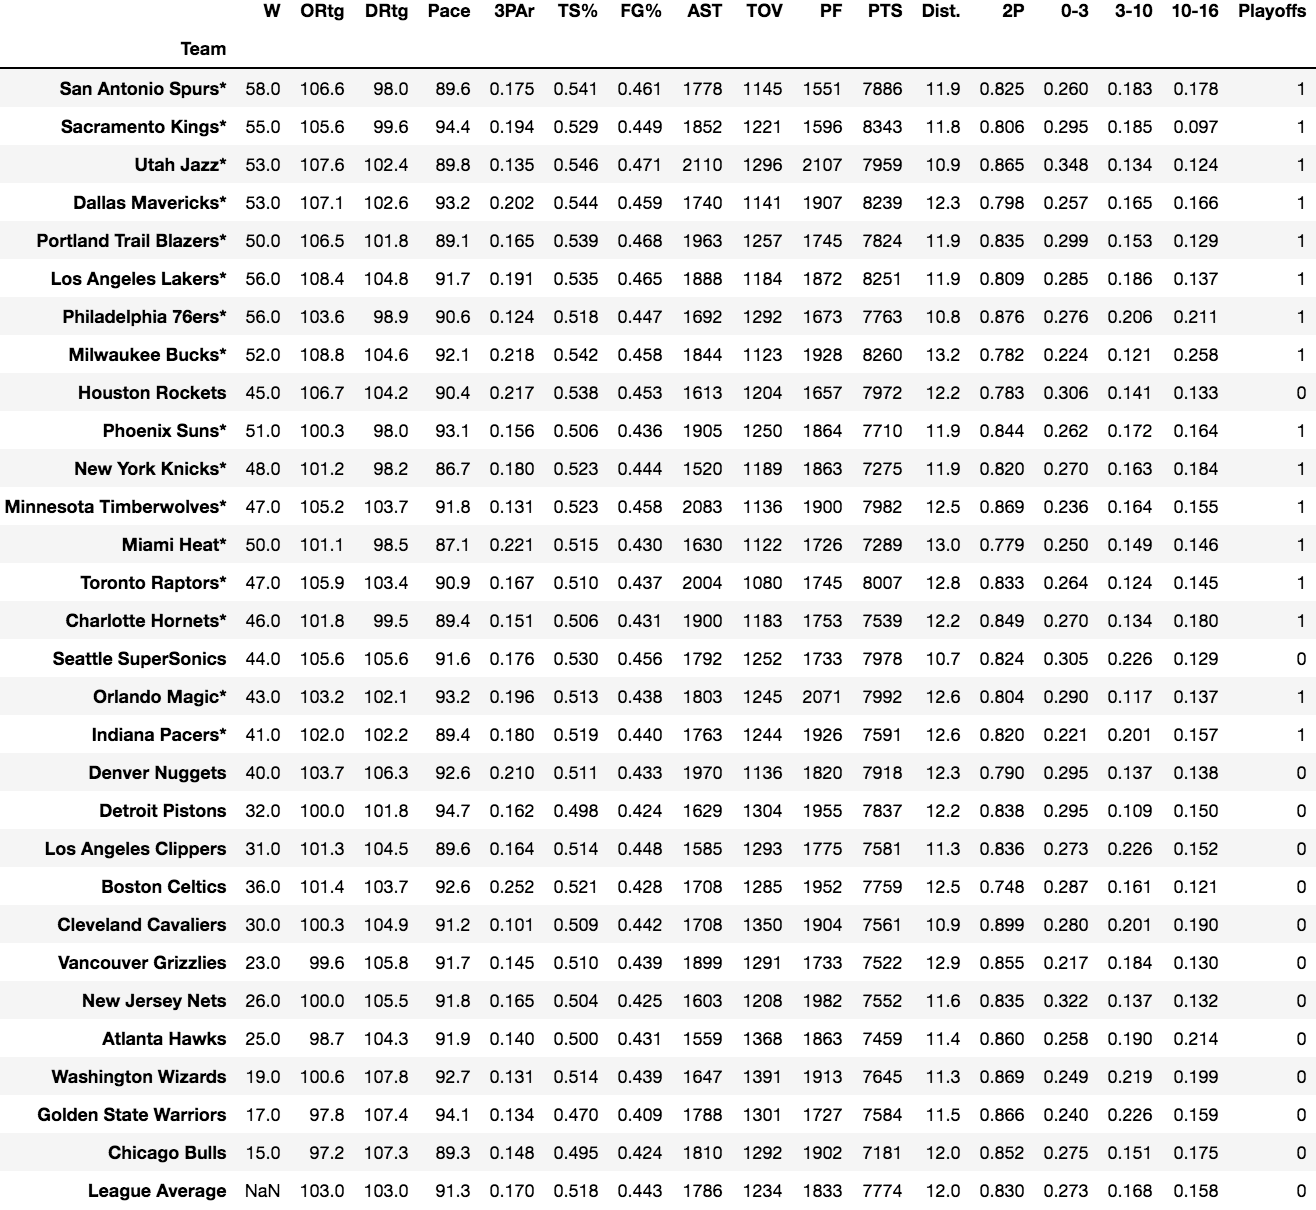 W ORtg DRtg Pace 3PAr TS% FG% AST TOV PF PTS Dist. 2P 0-3 3-10 10-16 Playoffs
Team
San Antonio Spurs* 58.0 106.6 98.0 89.6 0.175 0.541 0.461 1778 1145 1551 7886 11.9 0.825 0.260 0.183 0.178 1
Sacramento Kings* 55.0 105.6 99.6 94.4 0.194 0.529 0.449 1852 1221 1596 8343 11.8 0.806 0.295 0.185 0.097 1
Utah Jazz* 53.0 107.6 102.4 89.8 0.135 0.546 0.471 2110 1296 2107 7959 10.9 0.865 0.348 0.134 0.124 1
Dallas Mavericks* 53.0 107.1 102.6 93.2 0.202 0.544 0.459 1740 1141 1907 8239 12.3 0.798 0.257 0.165 0.166 1
Portland Trail Blazers* 50.0 106.5 101.8 89.1 0.165 0.539 0.468 1963 1257 1745 7824 11.9 0.835 0.299 0.153 0.129 1
Los Angeles Lakers* 56.0 108.4 104.8 91.7 0.191 0.535 0.465 1888 1184 1872 8251 11.9 0.809 0.285 0.186 0.137 1
Philadelphia 76ers* 56.0 103.6 98.9 90.6 0.124 0.518 0.447 1692 1292 1673 7763 10.8 0.876 0.276 0.206 0.211 1
Milwaukee Bucks* 52.0 108.8 104.6 92.1 0.218 0.542 0.458 1844 1123 1928 8260 13.2 0.782 0.224 0.121 0.258 1
Houston Rockets 45.0 106.7 104.2 90.4 0.217 0.538 0.453 1613 1204 1657 7972 12.2 0.783 0.306 0.141 0.133 0
Phoenix Suns* 51.0 100.3 98.0 93.1 0.156 0.506 0.436 1905 1250 1864 7710 11.9 0.844 0.262 0.172 0.164 1
New York Knicks* 48.0 101.2 98.2 86.7 0.180 0.523 0.444 1520 1189 1863 7275 11.9 0.820 0.270 0.163 0.184 1
Minnesota Timberwolves* 47.0 105.2 103.7 91.8 0.131 0.523 0.458 2083 1136 1900 7982 12.5 0.869 0.236 0.164 0.155 1
Miami Heat* 50.0 101.1 98.5 87.1 0.221 0.515 0.430 1630 1122 1726 7289 13.0 0.779 0.250 0.149 0.146 1
Toronto Raptors* 47.0 105.9 103.4 90.9 0.167 0.510 0.437 2004 1080 1745 8007 12.8 0.833 0.264 0.124 0.145 1
Charlotte Hornets* 46.0 101.8 99.5 89.4 0.151 0.506 0.431 1900 1183 1753 7539 12.2 0.849 0.270 0.134 0.180 1
Seattle SuperSonics 44.0 105.6 105.6 91.6 0.176 0.530 0.456 1792 1252 1733 7978 10.7 0.824 0.305 0.226 0.129 0
Orlando Magic* 43.0 103.2 102.1 93.2 0.196 0.513 0.438 1803 1245 2071 7992 12.6 0.804 0.290 0.117 0.137 1
Indiana Pacers* 41.0 102.0 102.2 89.4 0.180 0.519 0.440 1763 1244 1926 7591 12.6 0.820 0.221 0.201 0.157 1
Denver Nuggets 40.0 103.7 106.3 92.6 0.210 0.511 0.433 1970 1136 1820 7918 12.3 0.790 0.295 0.137 0.138 0
Detroit Pistons 32.0 100.0 101.8 94.7 0.162 0.498 0.424 1629 1304 1955 7837 12.2 0.838 0.295 0.109 0.150 0
Los Angeles Clippers 31.0 101.3 104.5 89.6 0.164 0.514 0.448 1585 1293 1775 7581 11.3 0.836 0.273 0.226 0.152 0
Boston Celtics 36.0 101.4 103.7 92.6 0.252 0.521 0.428 1708 1285 1952 7759 12.5 0.748 0.287 0.161 0.121 0
Cleveland Cavaliers 30.0 100.3 104.9 91.2 0.101 0.509 0.442 1708 1350 1904 7561 10.9 0.899 0.280 0.201 0.190 0
Vancouver Grizzlies 23.0 99.6 105.8 91.7 0.145 0.510 0.439 1899 1291 1733 7522 12.9 0.855 0.217 0.184 0.130 0
New Jersey Nets 26.0 100.0 105.5 91.8 0.165 0.504 0.425 1603 1208 1982 7552 11.6 0.835 0.322 0.137 0.132 0
Atlanta Hawks 25.0 98.7 104.3 91.9 0.140 0.500 0.431 1559 1368 1863 7459 11.4 0.860 0.258 0.190 0.214 0
Washington Wizards 19.0 100.6 107.8 92.7 0.131 0.514 0.439 1647 1391 1913 7645 11.3 0.869 0.249 0.219 0.199 0
Golden State Warriors 17.0 97.8 107.4 94.1 0.134 0.470 0.409 1788 1301 1727 7584 11.5 0.866 0.240 0.226 0.159 0
Chicago Bulls 15.0 97.2 107.3 89.3 0.148 0.495 0.424 1810 1292 1902 7181 12.0 0.852 0.275 0.151 0.175 0
League Average NaN 103.0 103.0 91.3 0.170 0.518 0.443 1786 1234 1833 7774 12.0 0.830 0.273 0.168 0.158 0